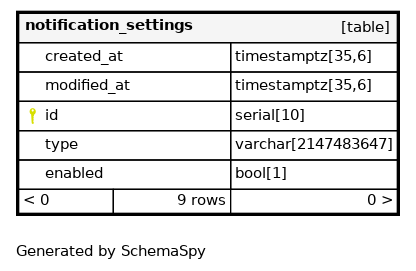 notification_settings [table]
created_at timestamptz[35,6]
modified_at timestamptz[35,6]
id serial[10]
type varchar[2147483647]
enabled bool[1]
< 0 9 rows 0 >
Generated by SchemaSpy